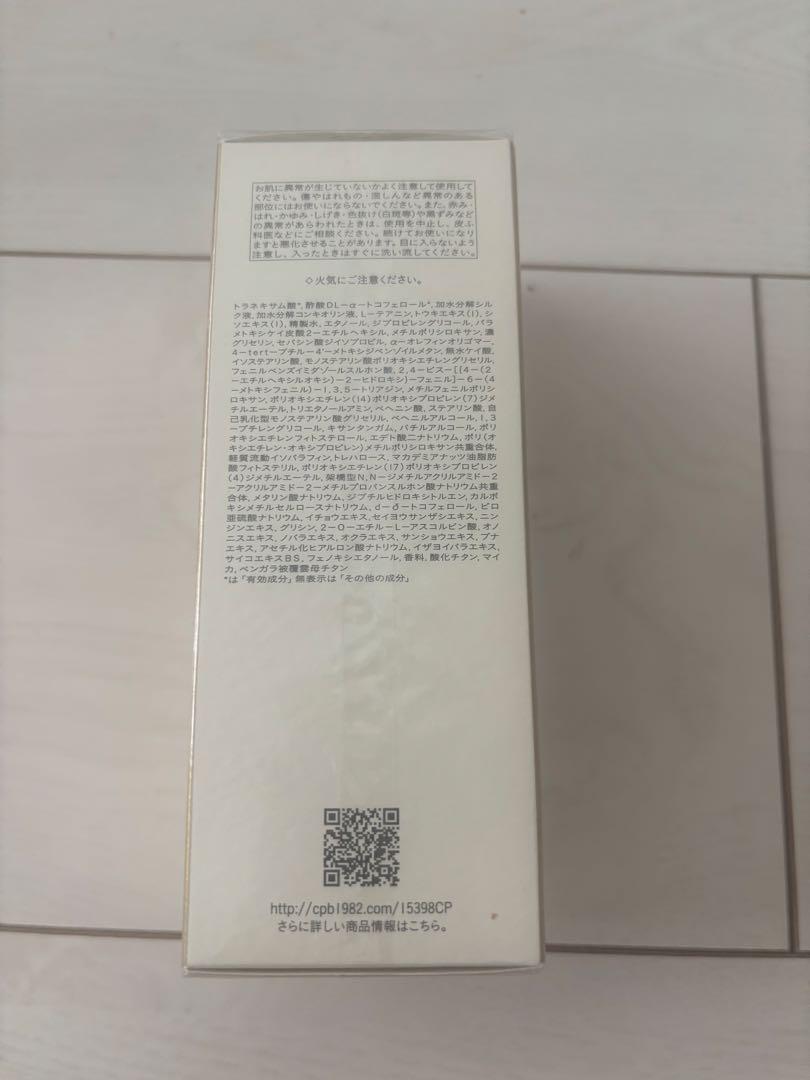 お肌に異常が生じていないかよく注意して使用して
ください。傷やはれもの・湿しんなど異常のある
部位にはお使いにならないでください。また、赤み・
はれ・かゆみ・しげき・色抜け(白斑等)や黒ずみなど
の異常があらわれたときは、使用を中止し、皮ふ
科医などにご相談ください。続けてお使いになり
ますと悪化させることがあります。目に入らないよう
注意し、入ったときはすぐに洗い流してください。
◇火気にご注意ください。
トラネキサム酸*,酢酸DL-α-トコフェロール*,加水分解シル
ク液,加水分解コンキオリン液,L-テアニン,トウキエキス(1),シ
ソエキス(1),精製水,エタノール,ジプロピレングリコール,パラ
メトキシケイ皮酸2-エチルヘキシル,メチルポリシロキサン,濃
グリセリン,セバシン酸ジイソプロピル,α-オレフィンオリゴマー,
4-tert-ブチル-4'-メトキシジベンゾイルメタン,無水ケイ酸,
イソステアリン酸,モノステアリン酸ポリオキシエチレングリセリル,
フェニルベンズイミダゾールスルホン酸,2,4-ビス-[[4-(2
-エチルヘキシルオキシ)-2-ヒドロキシ]-フェニル]-6-(4
-メトキシフェニル)-1,3,5-トリアジン,メチルフェニルポリシ
ロキサン,ポリオキシエチレン(14)ポリオキシプロピレン(7)ジメ
チルエーテル,トリエタノールアミン,ベヘニン酸,ステアリン酸,自
己乳化型モノステアリン酸グリセリル,ベヘニルアルコール,1,3
-ブチレングリコール,キサンタンガム,バチルアルコール,ポリ
オキシエチレンフィトステロール,エデト酸二ナトリウム,ポリ(オ
キシエチレン・オキシプロピレン)メチルポリシロキサン共重合体,
軽質流動イソパラフィン,トレハロース,マカデミアナッツ油脂肪
酸フィトステリル,ポリオキシエチレン(17)ポリオキシプロピレン
(4)ジメチルエーテル,架橋型N,N-ジメチルアクリルアミド-2
-アクリルアミド-2-メチルプロパンスルホン酸ナトリウム共重
合体,メタリン酸ナトリウム,ジブチルヒドロキシトルエン,カルボ
キシメチルセルロースナトリウム,d-δ-トコフェロール,ピロ
亜硫酸ナトリウム,イチョウエキス,セイヨウサンザシエキス,ニン
ジンエキス,グリシン,2-O-エチル-L-アスコルビン酸,オノ
ニスエキス,ノバラエキス,オクラエキス,サンショウエキス,ブナ
エキス,アセチル化ヒアルロン酸ナトリウム,イザヨイバラエキス,
サイコエキスBS,フェノキシエタノール,香料,酸化チタン,マイ
カ,ベンガラ被覆雲母チタン
*は「有効成分」無表示は「その他の成分」
http://cpb1982.com/15398CP
さらに詳しい商品情報はこちら。